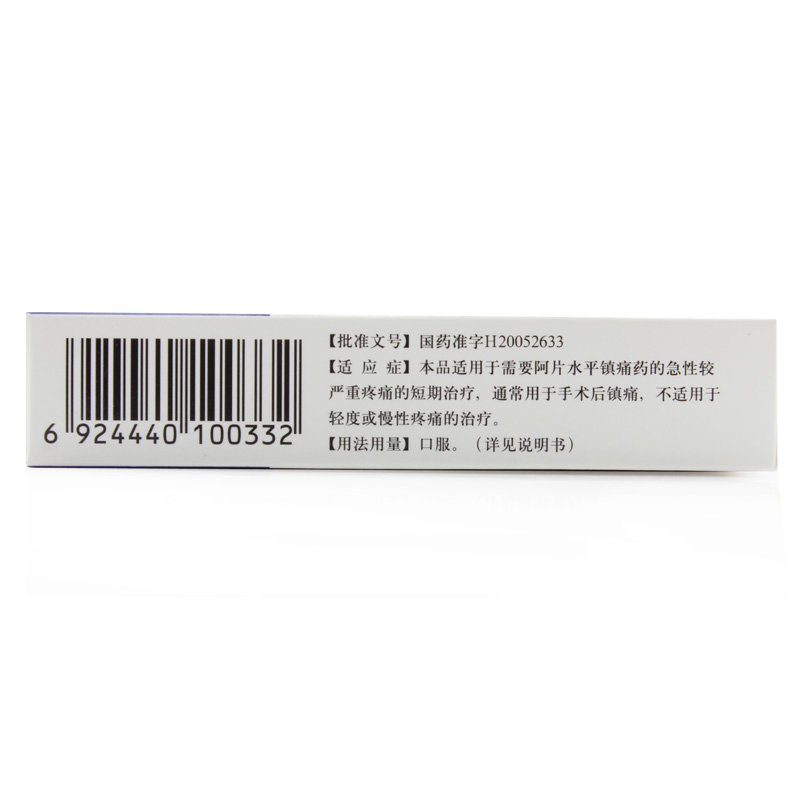 6 924440 100332
【批准文号】国药准字H20052633
【适应症】本品适用于需要阿片水平镇痛药的急性较
严重疼痛的短期治疗，通常用于手术后镇痛，不适用于
轻度或慢性疼痛的治疗。
【用法用量】口服。（详见说明书）